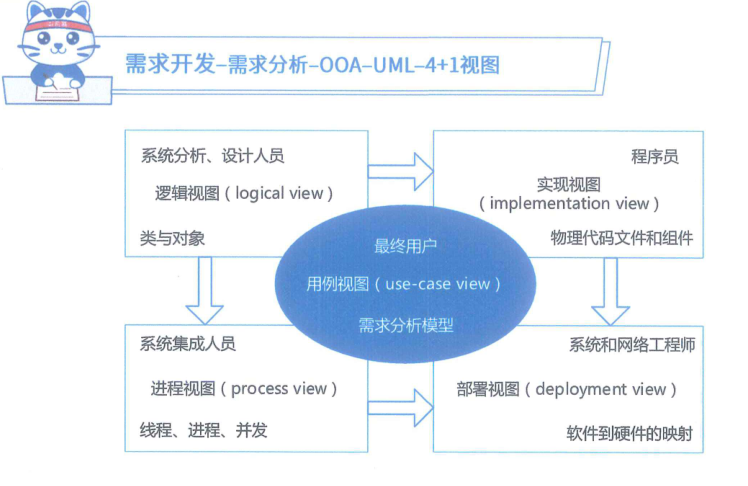 需求开发–需求分析–OOA–UML–4+1视图
系统分析、设计人员
逻辑视图(logical view)
类与对象
程序员
实现视图
(implementation view)
物理代码文件和组件
最终用户
用例视图(use-case view)
需求分析模型
系统集成人员
进程视图(process view)
线程、进程、并发
系统和网络工程师
部署视图(deployment view)
软件到硬件的映射